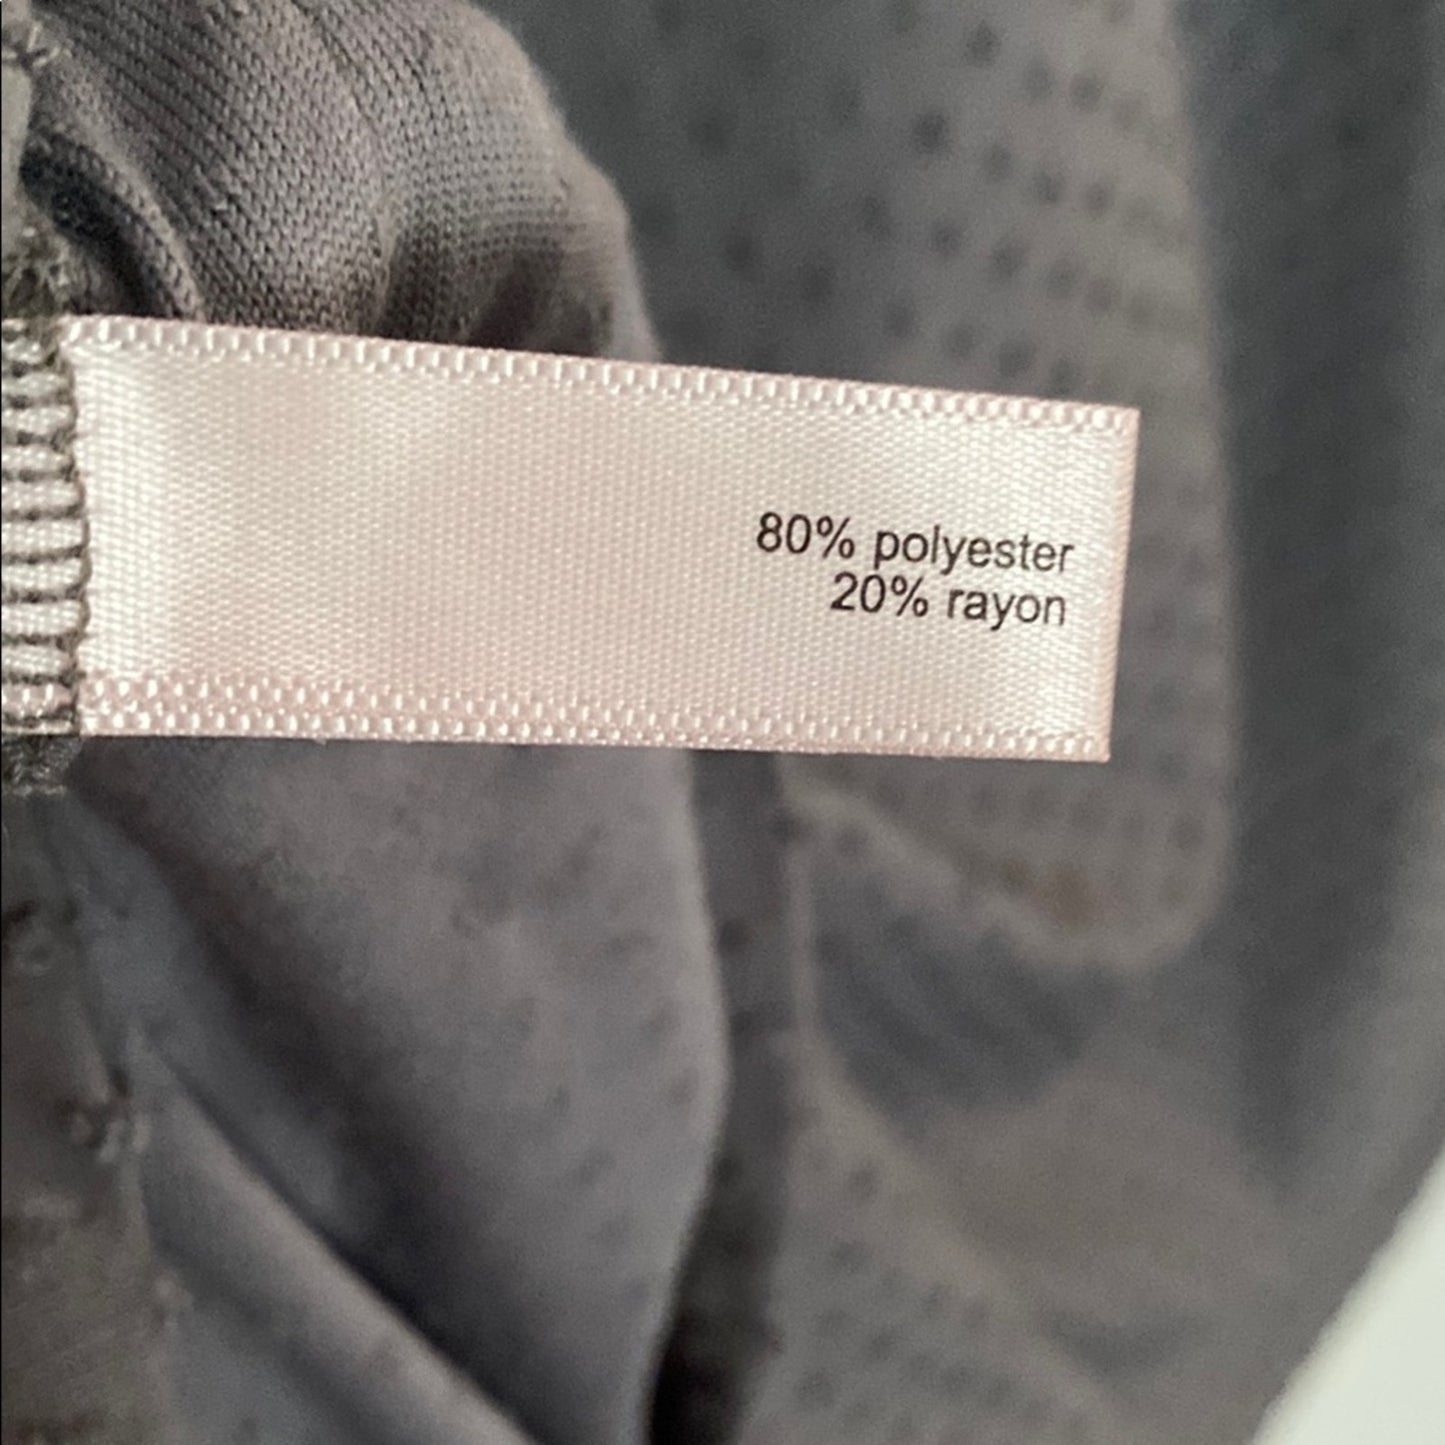 80% polyester
20% rayon